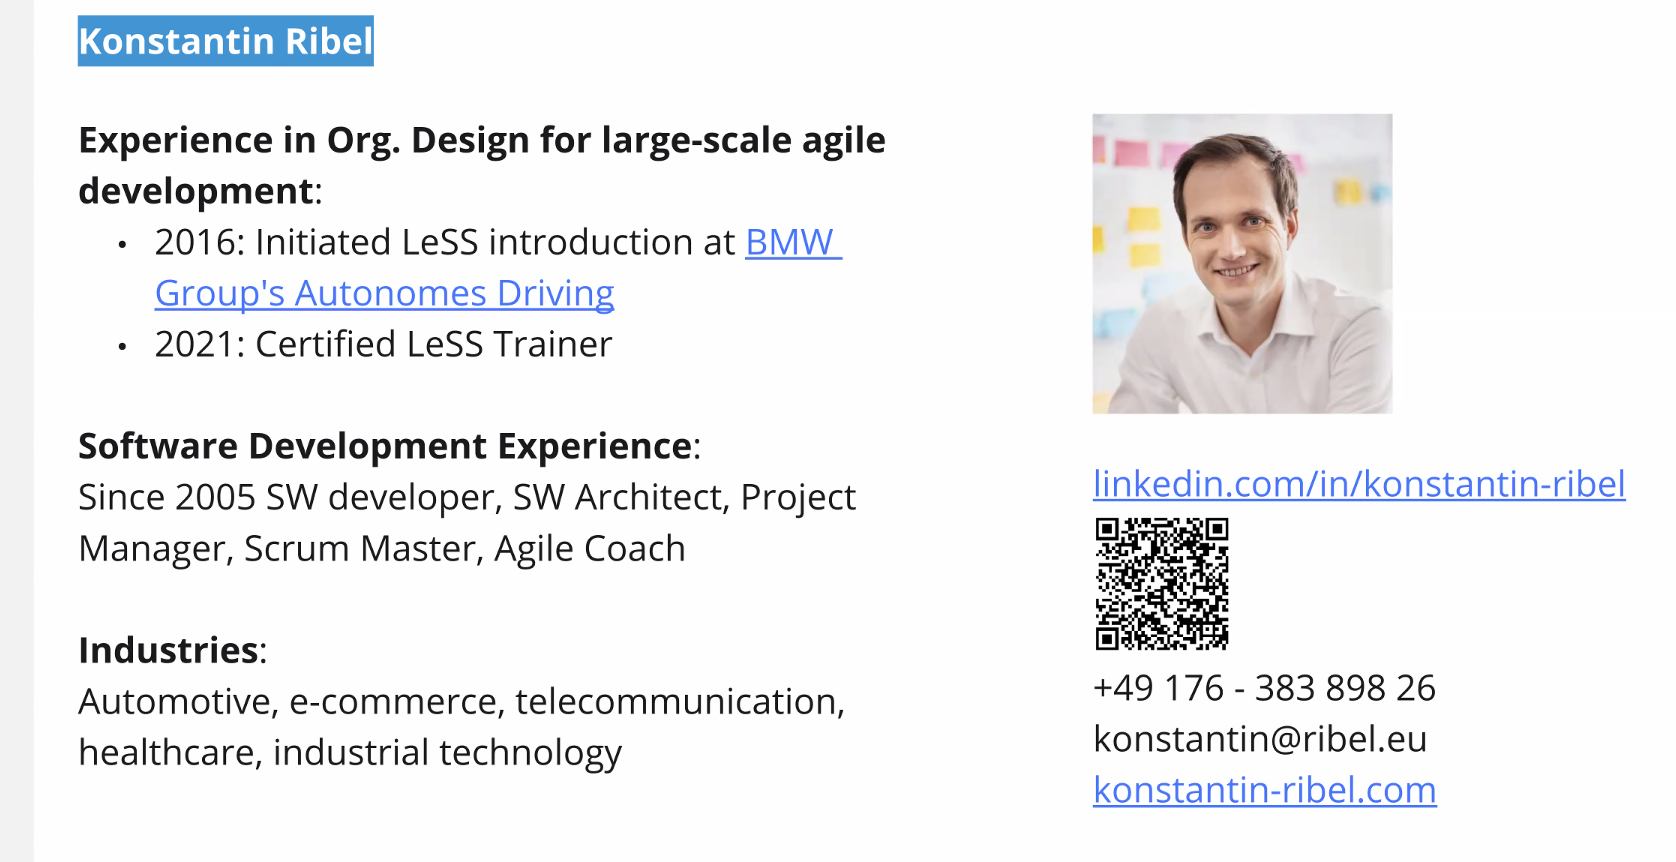 Konstantin Ribel
Experience in Org. Design for large-scale agile
development:
• 2016: Initiated LeSS introduction at BMW
Group's Autonomes Driving
• 2021: Certified LeSS Trainer
Software Development Experience:
Since 2005 SW developer, SW Architect, Project
Manager, Scrum Master, Agile Coach
Industries:
Automotive, e-commerce, telecommunication,
healthcare, industrial technology
linkedin.com/in/konstantin-ribel
+49 176 - 383 898 26
konstantin@ribel.eu
konstantin-ribel.com